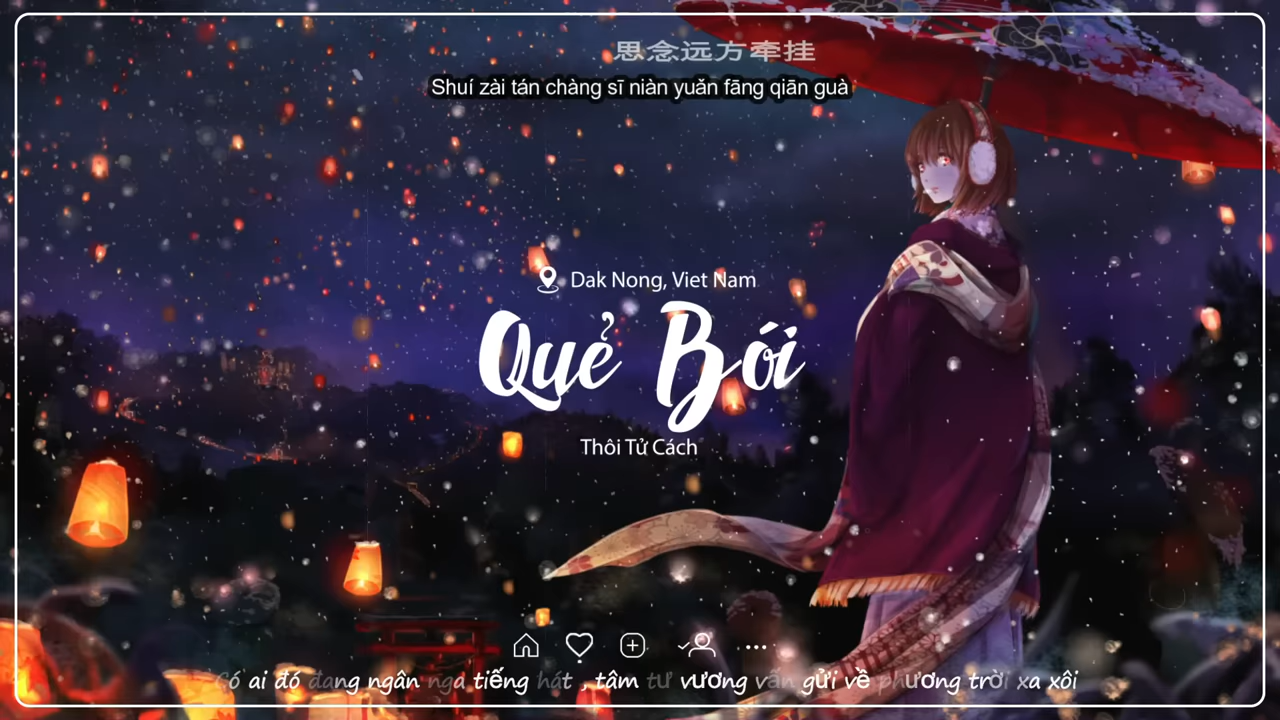 思念远方牵挂
Shuí zài tán chàng sī niàn yuǎn fāng qiān guà
Dak Nong, Viet Nam
Quẻ Bói
Thôi Tử Cách
Có ai đó đang ngân nga tiếng hát , tâm tư vương vấn gửi về phương trời xa xôi